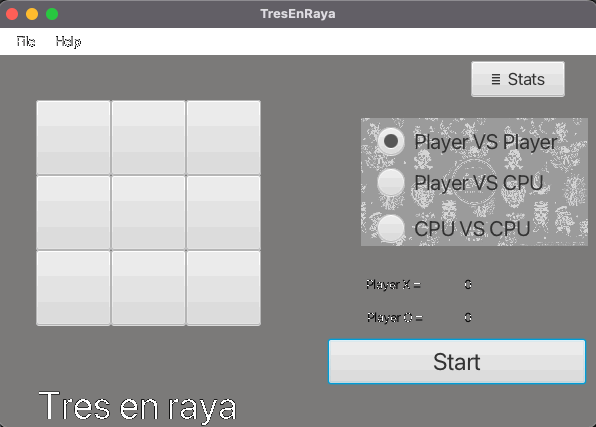 TresEnRaya
File Help
Stats
Player VS Player
Player VS CPU
CPU VS CPU
Player X = 0
Player O = 0
Start
Tres en raya